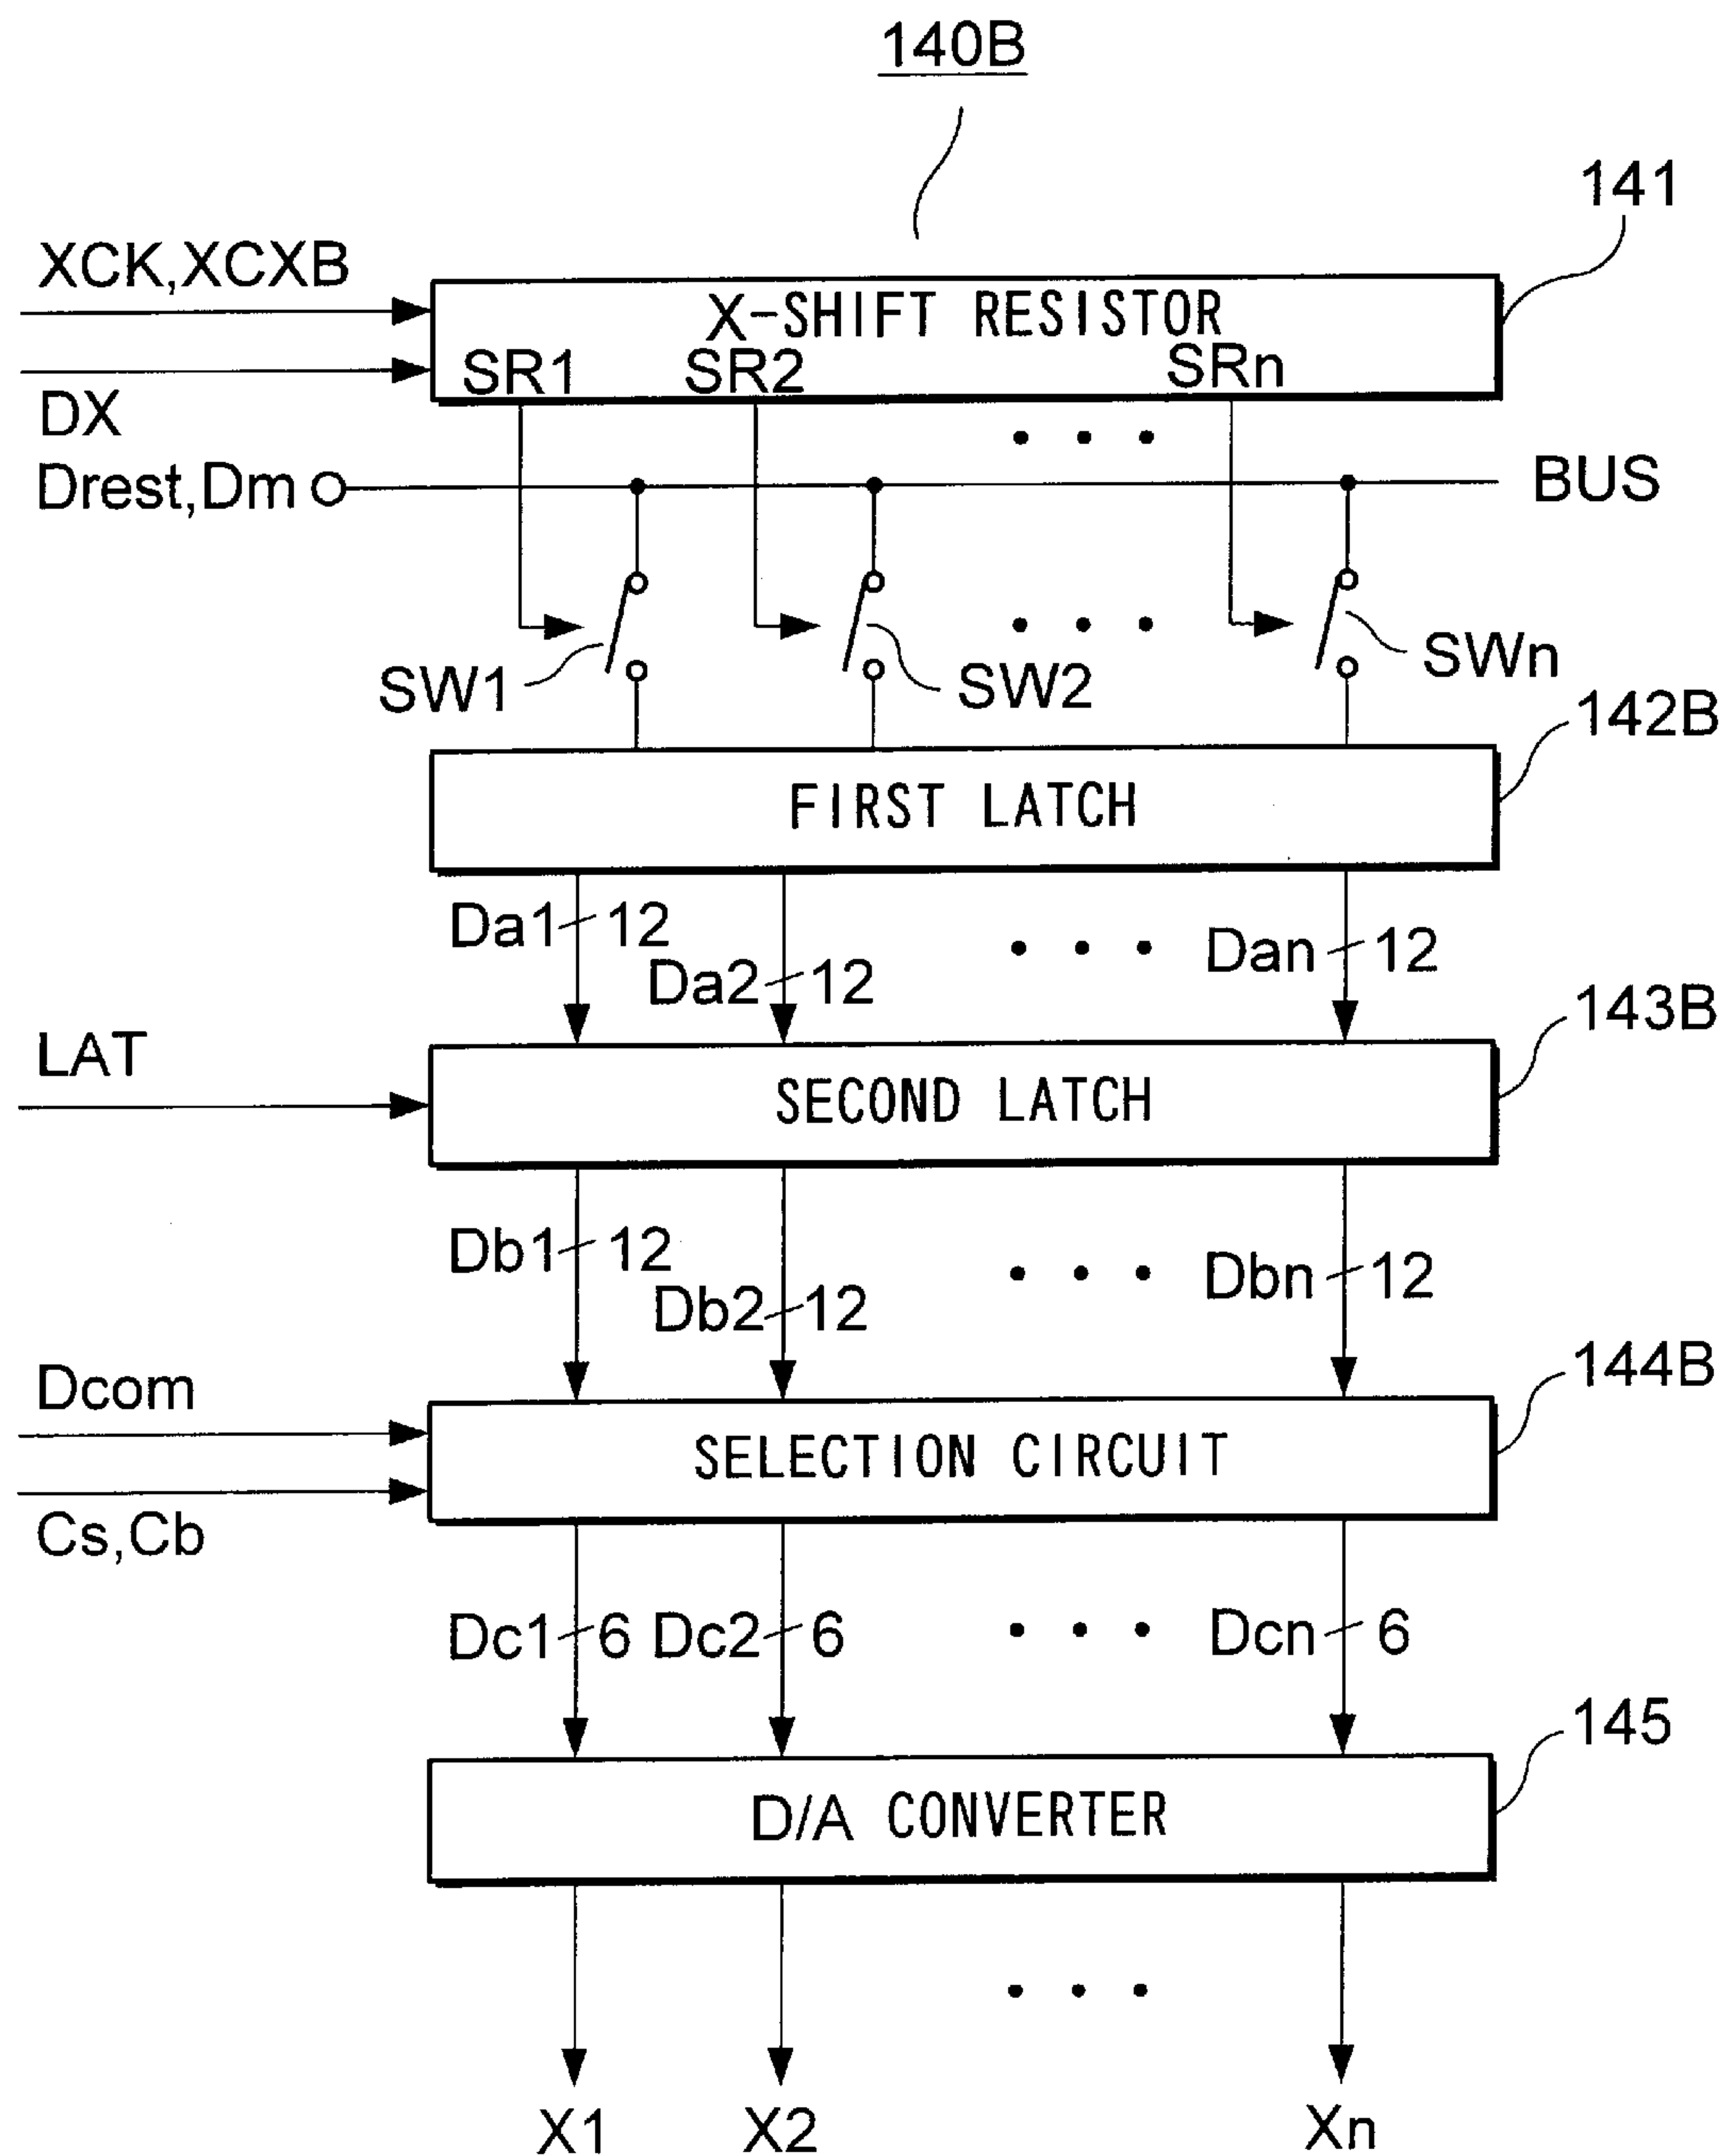 140B
141
XCK,XCXB
X-SHIFT RESISTOR
SR1 SR2 SRn
DX
Drest,Dm BUS
SW1 SW2 SWn
142B
FIRST LATCH
Da1 12 Da2 12 Dan 12
143B
LAT
SECOND LATCH
Db1 12 Db2 12 Dbn 12
144B
Dcom
SELECTION CIRCUIT
Cs,Cb
Dc1 6 Dc2 6 Dcn 6
145
D/A CONVERTER
X1 X2 Xn